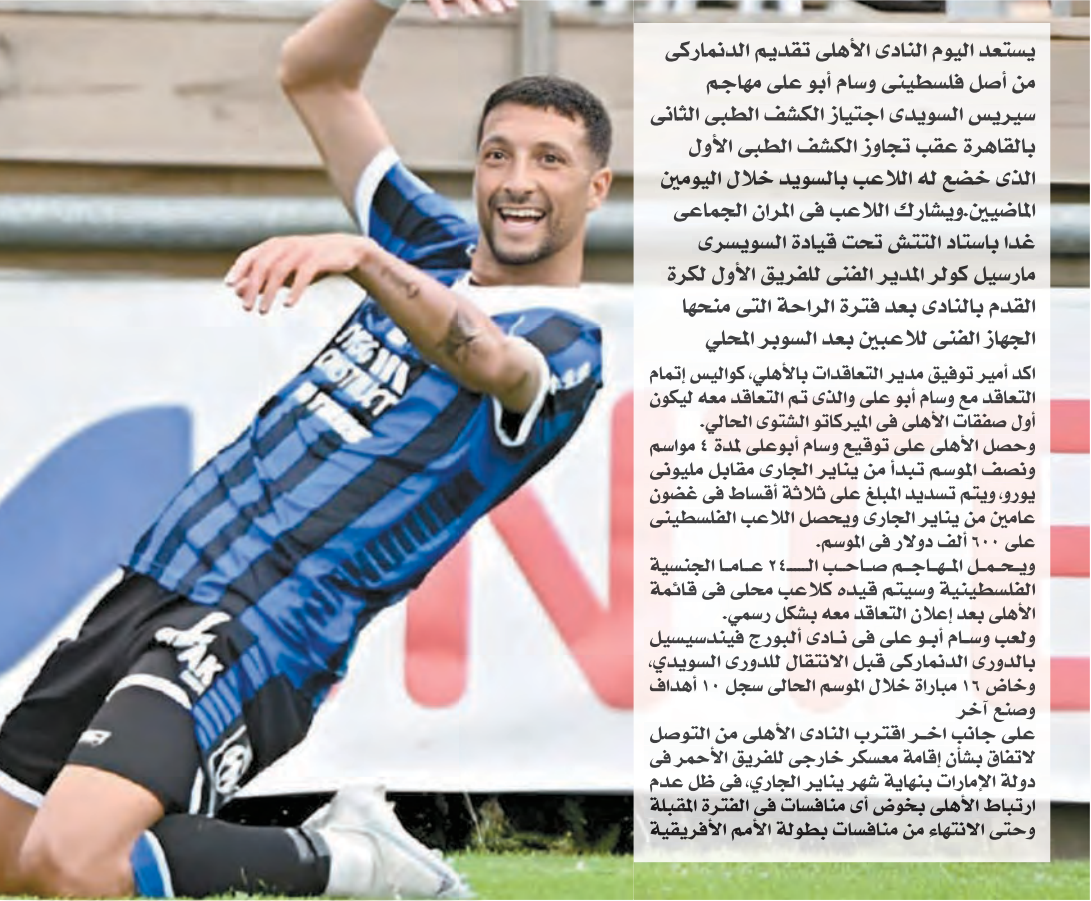 يستعد اليوم النادى الأهلى تقديم الدنماركى
من أصل فلسطينى وسام أبو على مهاجم
سيريس السويدى اجتياز الكشف الطبى الثانى
بالقاهرة عقب تجاوز الكشف الطبى الأول
الذى خضع له اللاعب بالسويد خلال اليومين
الماضيين.ويشارك اللاعب فى المران الجماعى
غدا باستاد التتش تحت قيادة السويسرى
مارسيل كولر المدير الفنى للفريق الأول لكرة
القدم بالنادى بعد فترة الراحة التى منحها
الجهاز الفنى للاعبين بعد السوبر المحلي
اكد أمير توفيق مدير التعاقدات بالأهلي، كواليس إتمام
التعاقد مع وسام أبو على والذى تم التعاقد معه ليكون
أول صفقات الأهلى فى الميركاتو الشتوى الحالي.
وحصل الأهلى على توقيع وسام أبوعلى لمدة ٤ مواسم
ونصف الموسم تبدأ من يناير الجارى مقابل مليونى
يورو، ويتم تسديد المبلغ على ثلاثة أقساط فى غضون
عامين من يناير الجارى ويحصل اللاعب الفلسطينى
على ٦٠٠ ألف دولار فى الموسم.
ويحمل المهاجم صاحب الـ٢٤ عاما الجنسية
الفلسطينية وسيتم قيده كلاعب محلى فى قائمة
الأهلى بعد إعلان التعاقد معه بشكل رسمي.
ولعب وسام أبو على فى نادى ألبورج فيندسيسيل
بالدورى الدنماركى قبل الانتقال للدورى السويدي،
وخاض ١٦ مباراة خلال الموسم الحالى سجل ١٠ أهداف
وصنع آخر
على جانب اخر اقترب النادى الأهلى من التوصل
لاتفاق بشأن إقامة معسكر خارجى للفريق الأحمر فى
دولة الإمارات بنهاية شهر يناير الجاري، فى ظل عدم
ارتباط الأهلى بخوض أى منافسات فى الفترة المقبلة
وحتى الانتهاء من منافسات بطولة الأمم الأفريقية